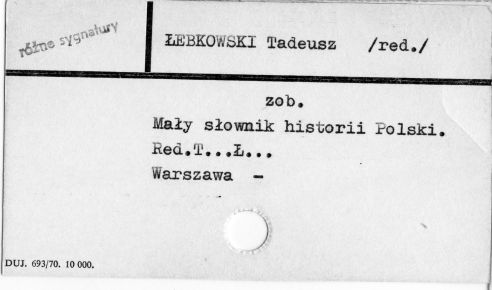 różne sygnatury
ŁEBKOWSKI Tadeusz /red./
zob.
Mały słownik historii Polski.
Red.T...Ł...
Warszawa -
DUJ. 693/70. 10 000.